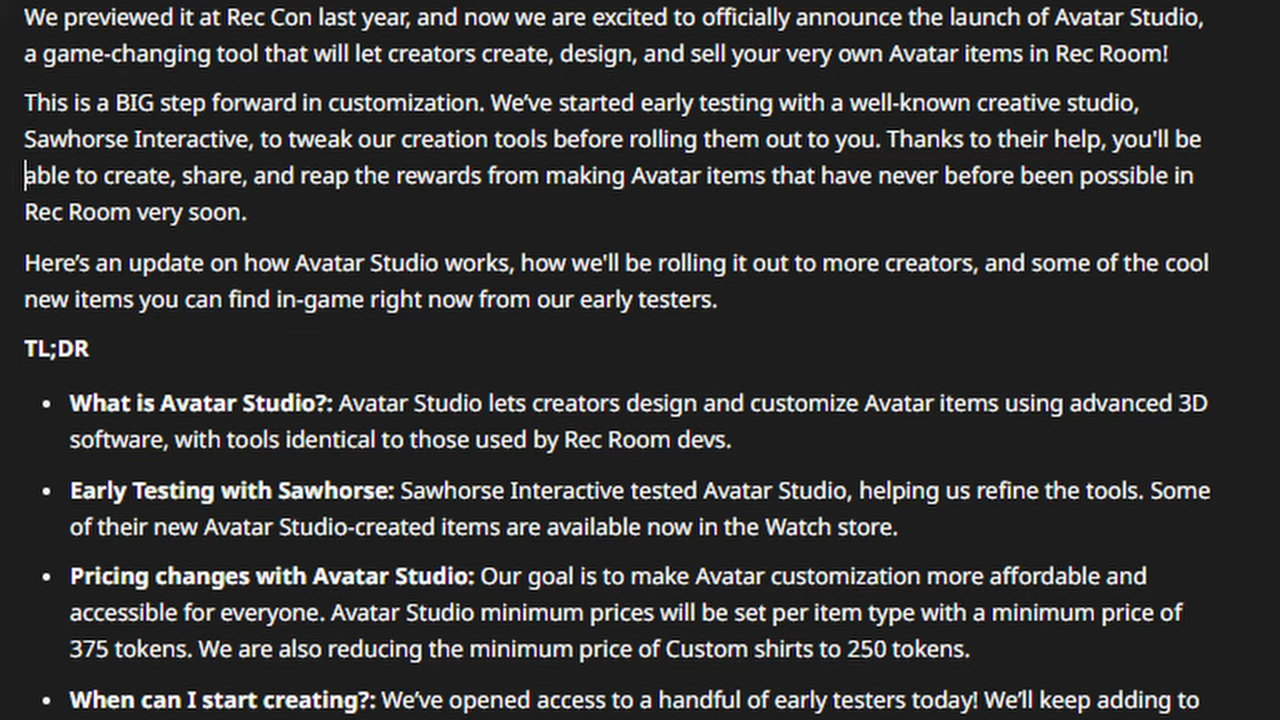 We previewed it at Rec Con last year, and now we are excited to officially announce the launch of Avatar Studio,
a game-changing tool that will let creators create, design, and sell your very own Avatar items in Rec Room!
This is a BIG step forward in customization. We’ve started early testing with a well-known creative studio,
Sawhorse Interactive, to tweak our creation tools before rolling them out to you. Thanks to their help, you'll be
able to create, share, and reap the rewards from making Avatar items that have never before been possible in
Rec Room very soon.
Here’s an update on how Avatar Studio works, how we'll be rolling it out to more creators, and some of the cool
new items you can find in-game right now from our early testers.
TL;DR
• What is Avatar Studio?: Avatar Studio lets creators design and customize Avatar items using advanced 3D
software, with tools identical to those used by Rec Room devs.
• Early Testing with Sawhorse: Sawhorse Interactive tested Avatar Studio, helping us refine the tools. Some
of their new Avatar Studio-created items are available now in the Watch store.
• Pricing changes with Avatar Studio: Our goal is to make Avatar customization more affordable and
accessible for everyone. Avatar Studio minimum prices will be set per item type with a minimum price of
375 tokens. We are also reducing the minimum price of Custom shirts to 250 tokens.
• When can I start creating?: We’ve opened access to a handful of early testers today! We’ll keep adding to